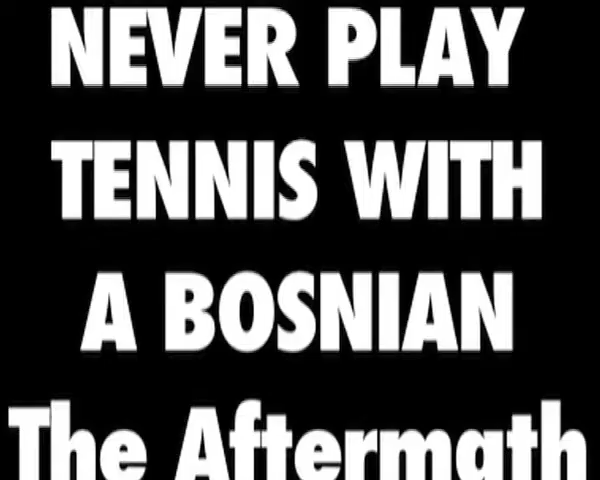 NEVER PLAY
TENNIS WITH
A BOSNIAN
The Aftermath